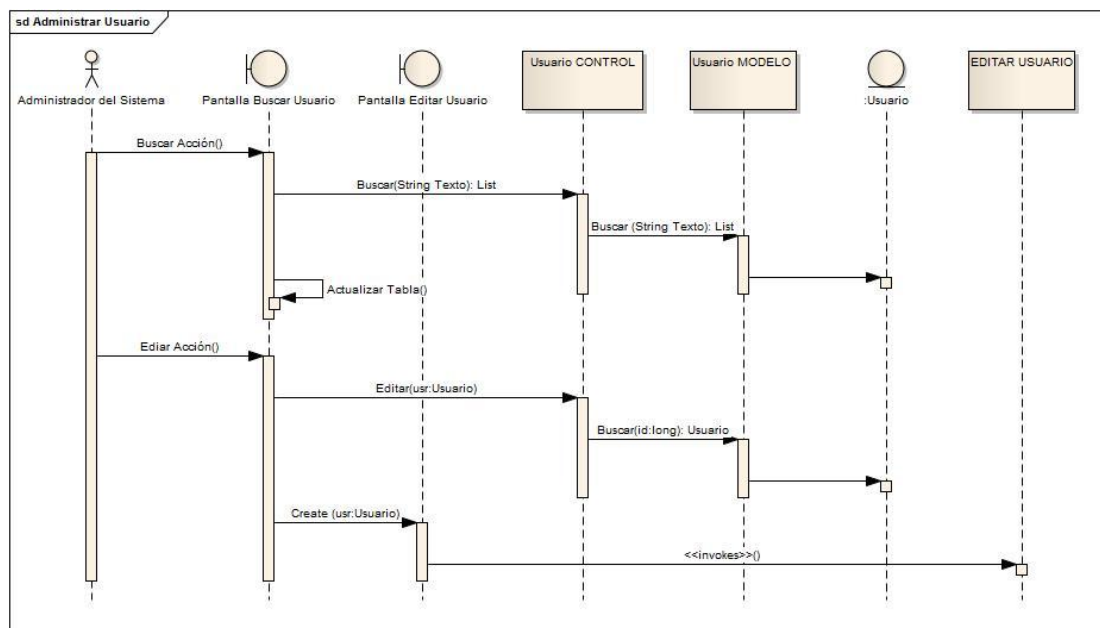 sd Administrar Usuario
Administrador del Sistema
Pantalla Buscar Usuario
Pantalla Editar Usuario
Usuario CONTROL
Usuario MODELO
:Usuario
EDITAR USUARIO
Buscar Acción()
Buscar(String Texto): List
Buscar (String Texto): List
Actualizar Tabla()
Ediar Acción()
Editar(usr:Usuario)
Buscar(id:long): Usuario
Create (usr:Usuario)
<<invokes>>()